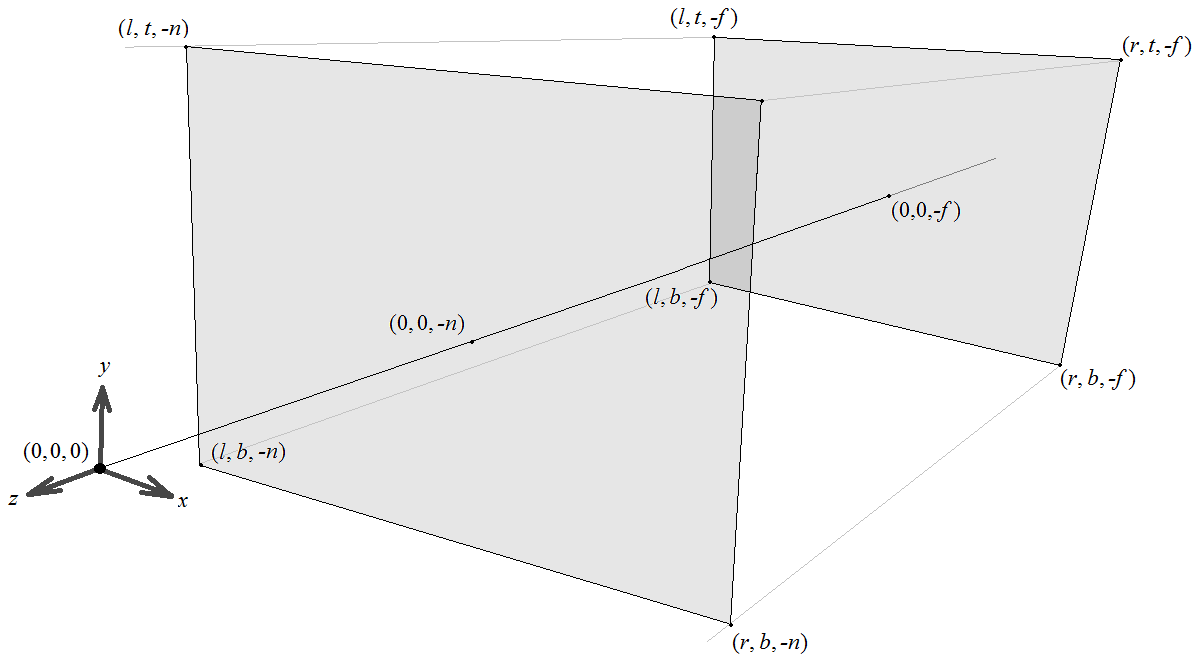 (l, t, -f)
(l, t, -n)
(r, t, -f)
(0,0,-f)
(l, b, -f)
(0, 0, -n)
y
(r, b, -f)
(0,0,0)
(l, b, -n)
z
x
(r, b, -n)